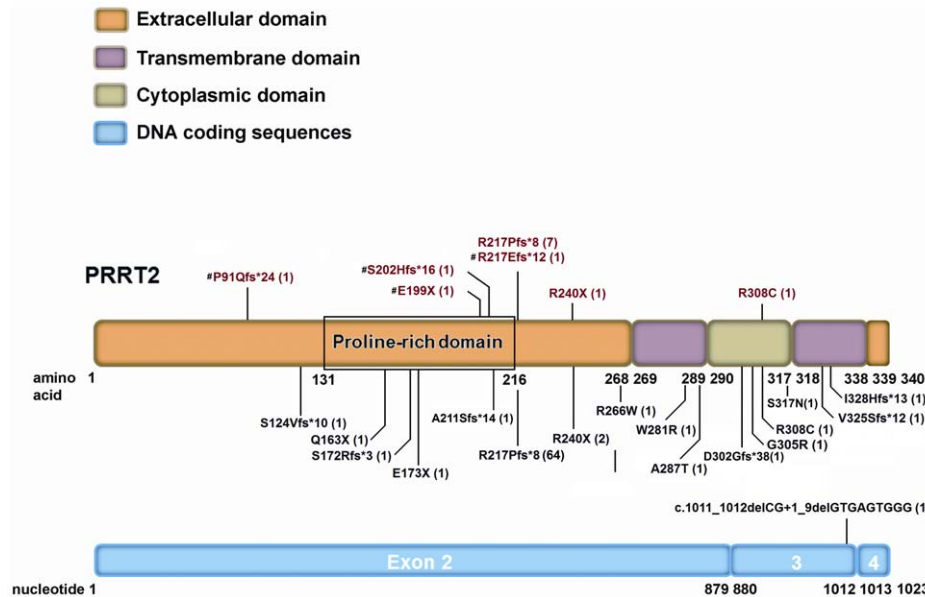 Extracellular domain
Transmembrane domain
Cytoplasmic domain
DNA coding sequences
R217Pfs*8 (7)
#R217Efs*12 (1)
#S202Hfs*16 (1)
PRRT2
#P91Qfs*24 (1)
#E199X (1)
R240X (1)
R308C (1)
Proline-rich domain
amino acid 1 131 216 268 269 289 290 317 318 338 339 340
S317N(1)
I328Hfs*13 (1)
R266W (1)
A211Sfs*14 (1)
S124Vfs*10 (1)
V325Sfs*12 (1)
W281R (1)
R308C (1)
Q163X (1)
R240X (2)
G305R (1)
S172Rfs*3 (1)
R217Pfs*8 (64)
D302Gfs*38(1)
E173X (1)
A287T (1)
c.1011_1012delCG+1_9delGTGAGTGGG (1
Exon 2 3 4
nucleotide 1 879 880 1012 1013 1023